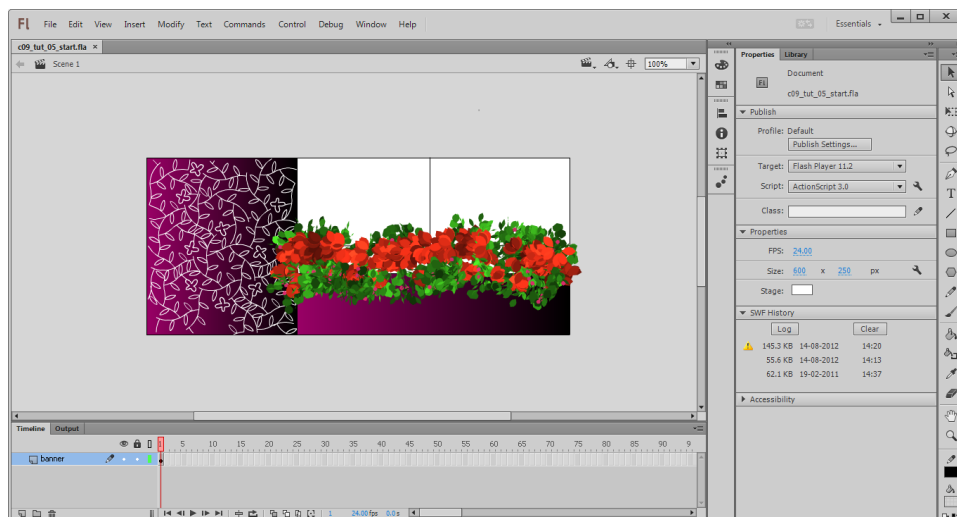 Fl File Edit View Insert Modify Text Commands Control Debug Window Help Essentials
c09_tut_05_start.fla ×
Scene 1 100%
Properties Library
Document
Fl
c09_tut_05_start.fla
Publish
Profile: Default
Publish Settings...
Target: Flash Player 11.2
Script: ActionScript 3.0
Class:
Properties
FPS: 24.00
Size: 600 x 250 px
Stage:
SWF History
Log Clear
145.3 KB 14-08-2012 14:20
55.6 KB 14-08-2012 14:13
62.1 KB 19-02-2011 14:37
Accessibility
T
Timeline Output
1 5 10 15 20 25 30 35 40 45 50 55 60 65 70 75 80 85 90 9
banner
1 24.00 fps 0.0 s